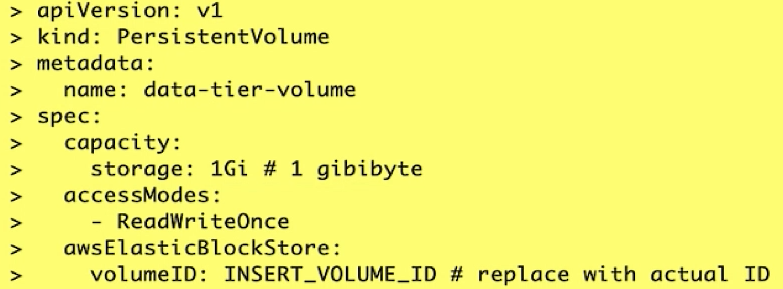 > apiVersion: v1
> kind: PersistentVolume
> metadata:
>   name: data-tier-volume
> spec:
>   capacity:
>     storage: 1Gi # 1 gibibyte
>   accessModes:
>     - ReadWriteOnce
>   awsElasticBlockStore:
>     volumeID: INSERT_VOLUME_ID # replace with actual ID